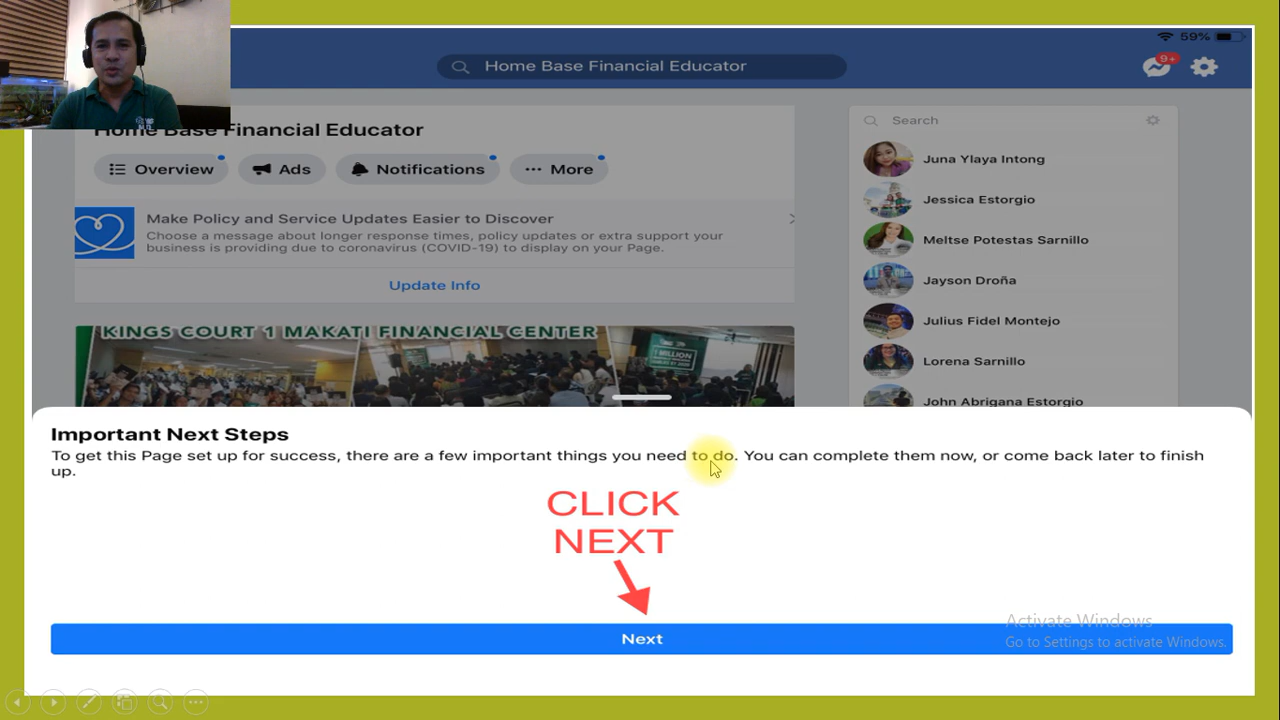 59%
Home Base Financial Educator
9+
Home Base Financial Educator
Overview
Ads
Notifications
More
Make Policy and Service Updates Easier to Discover
Choose a message about longer response times, policy updates or extra support your
business is providing due to coronavirus (COVID-19) to display on your Page.
Update Info
KINGS COURT 1 MAKATI FINANCIAL CENTER
1 MILLION
Search
Juna Ylaya Intong
Jessica Estorgio
Meltse Potestas Sarnillo
Jayson Droña
Julius Fidel Montejo
Lorena Sarnillo
John Abrigana Estorgio
Important Next Steps
To get this Page set up for success, there are a few important things you need to do. You can complete them now, or come back later to finish
up.
CLICK
NEXT
Next
Activate Windows
Go to Settings to activate Windows.